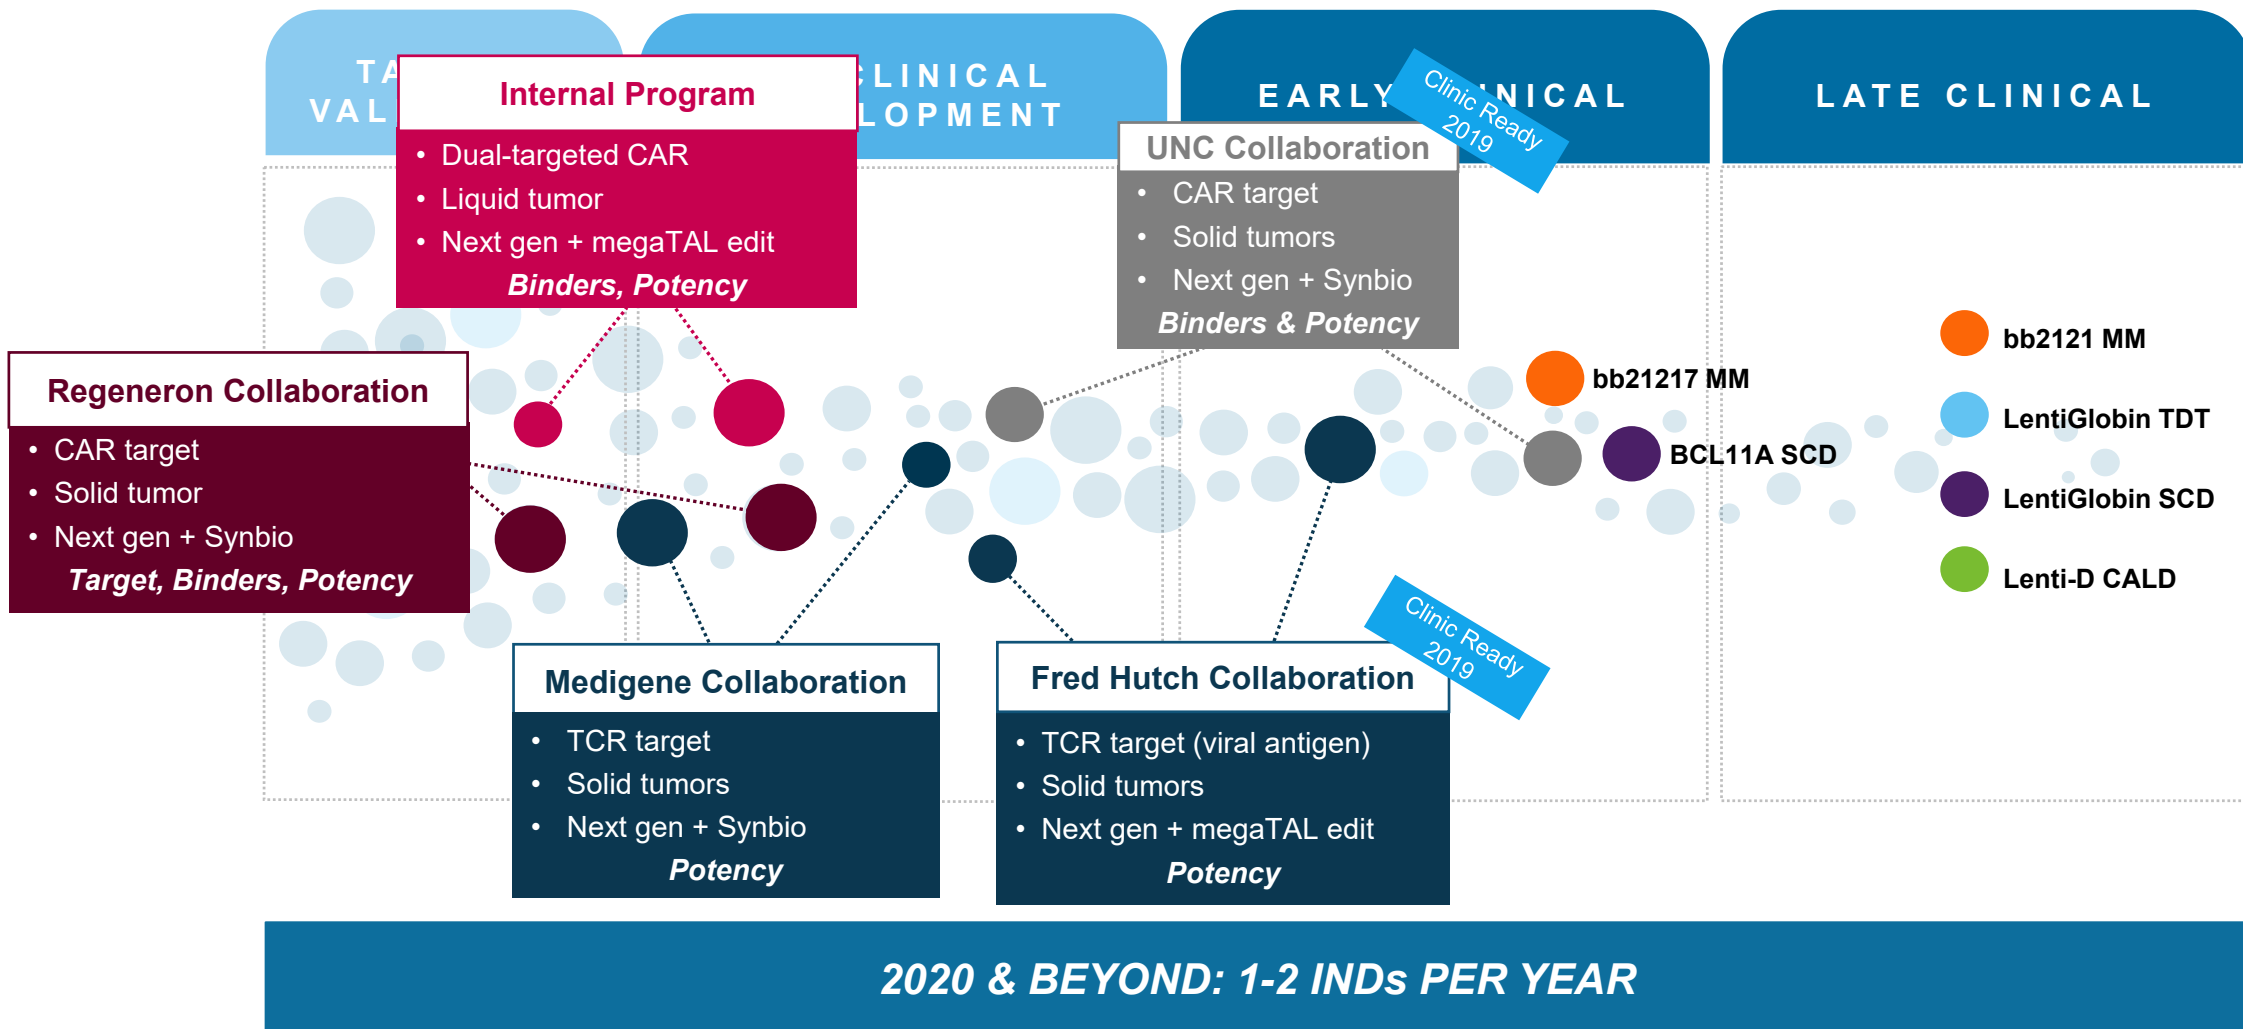 Internal Program
• Dual-targeted CAR
• Liquid tumor
• Next gen + megaTAL edit
Binders, Potency
EARLY
LATE CLINICAL
Clinic Ready
2019
UNC Collaboration
• CAR target
• Solid tumors
• Next gen + Synbio
Binders & Potency
Regeneron Collaboration
• CAR target
• Solid tumor
• Next gen + Synbio
Target, Binders, Potency
bb21217 MM
BCL11A SCD
bb2121 MM
LentiGlobin TDT
LentiGlobin SCD
Lenti-D CALD
Medigene Collaboration
• TCR target
• Solid tumors
• Next gen + Synbio
Potency
Fred Hutch Collaboration
• TCR target (viral antigen)
• Solid tumors
• Next gen + megaTAL edit
Potency
Clinic Ready
2019
2020 & BEYOND: 1-2 INDs PER YEAR